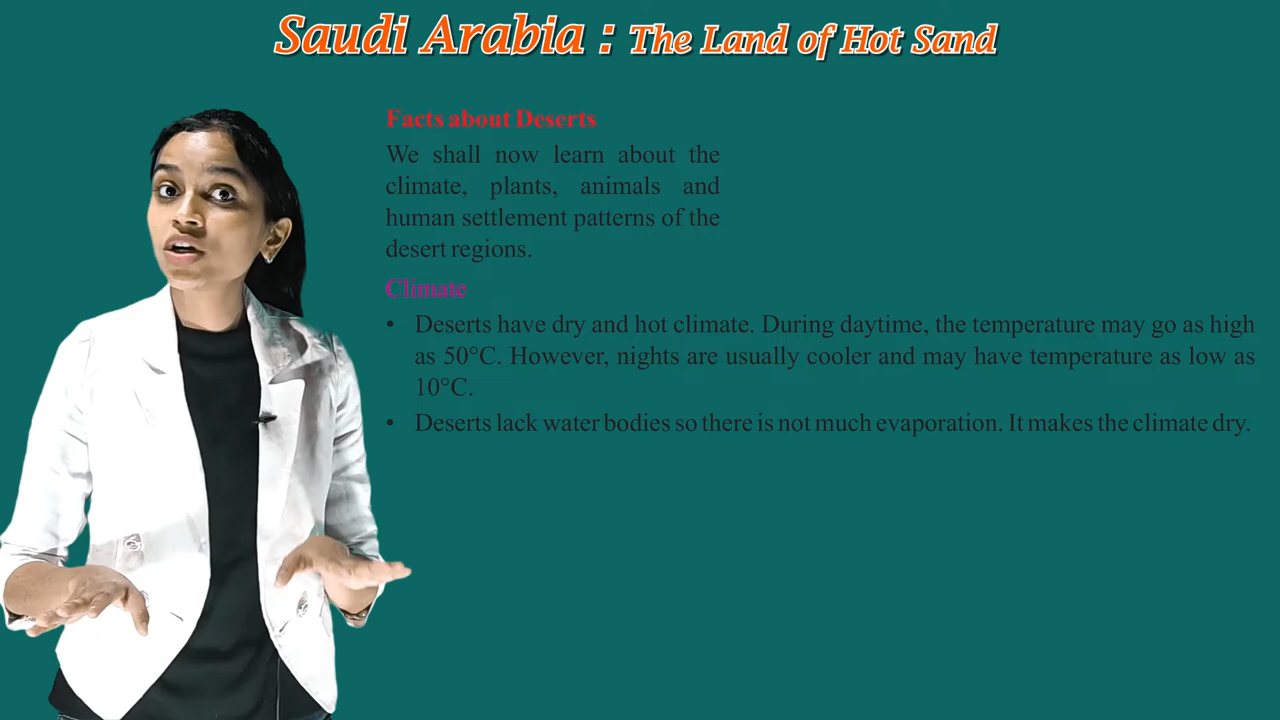 Saudi Arabia : The Land of Hot Sand
Facts about Deserts
We shall now learn about the
climate, plants, animals and
human settlement patterns of the
desert regions.
Climate
• Deserts have dry and hot climate. During daytime, the temperature may go as high
as 50°C. However, nights are usually cooler and may have temperature as low as
10°C.
• Deserts lack water bodies so there is not much evaporation. It makes the climate dry.